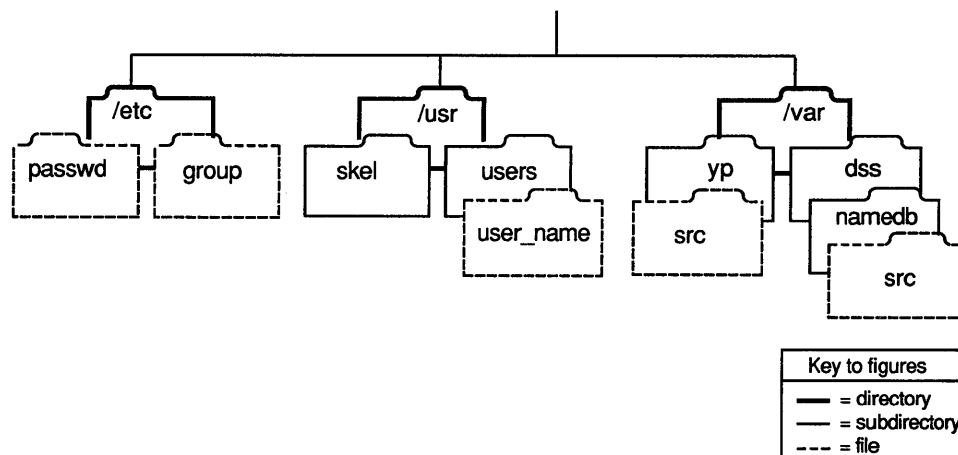 /etc
/usr
/var
passwd
group
skel
users
yp
dss
user_name
src
namedb
src
Key to figures
= directory
= subdirectory
= file